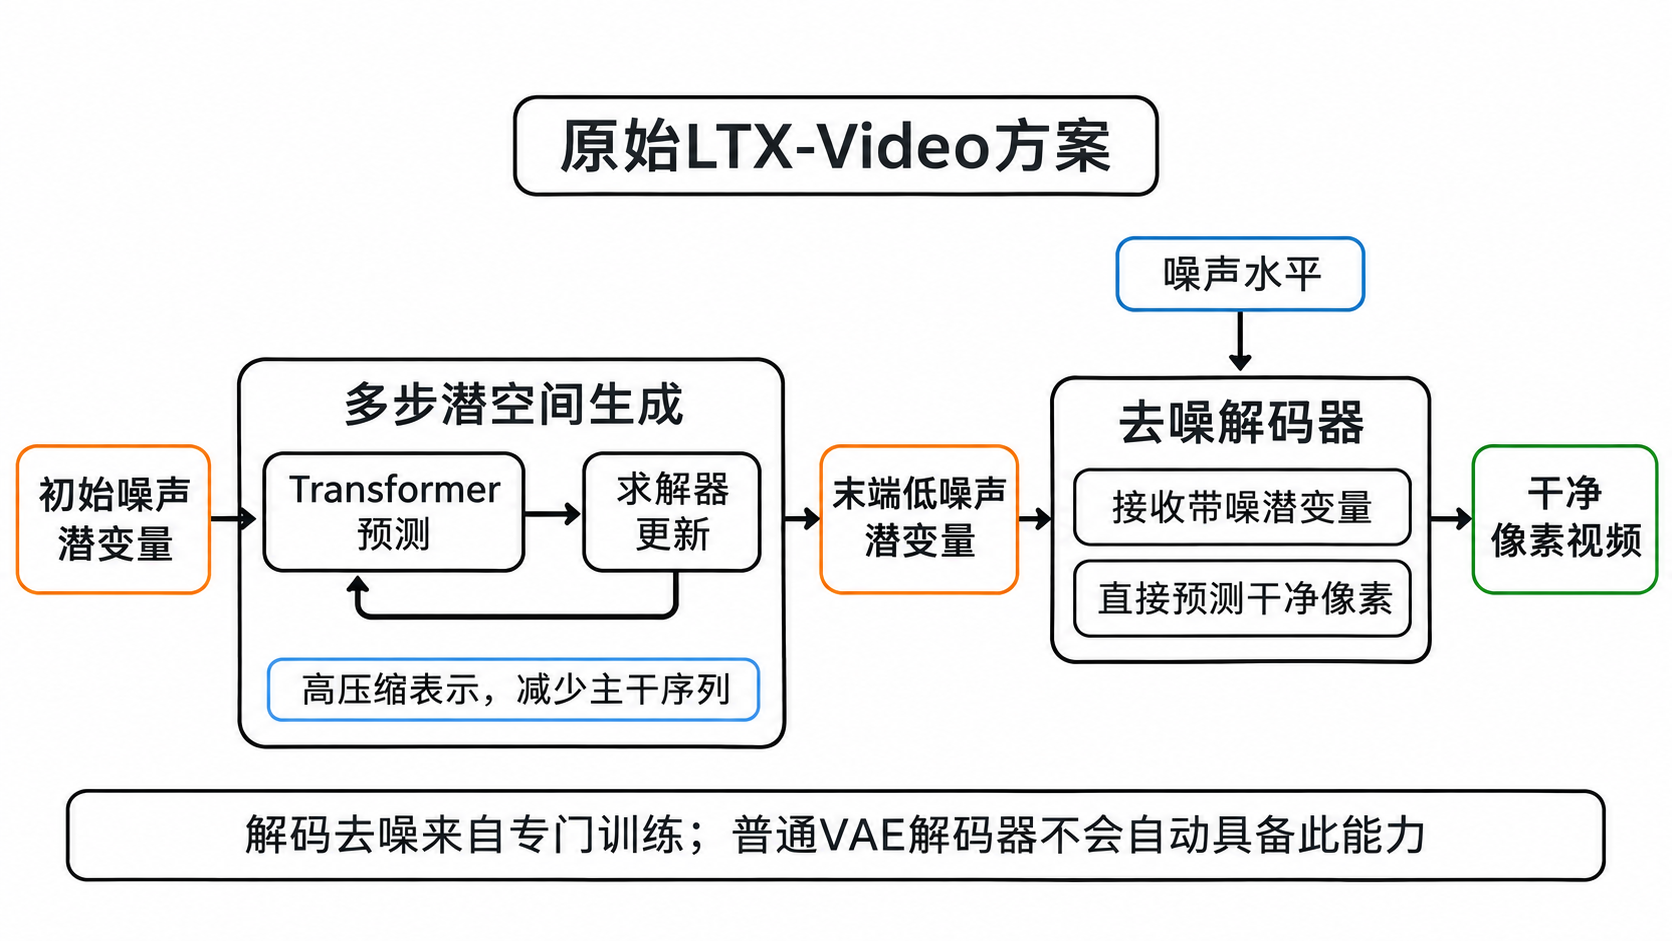 原始LTX-Video方案
噪声水平
多步潜空间生成
去噪解码器
初始噪声
潜变量
Transformer
预测
求解器
更新
末端低噪声
潜变量
接收带噪潜变量
直接预测干净像素
干净
像素视频
高压缩表示，减少主干序列
解码去噪来自专门训练；普通VAE解码器不会自动具备此能力